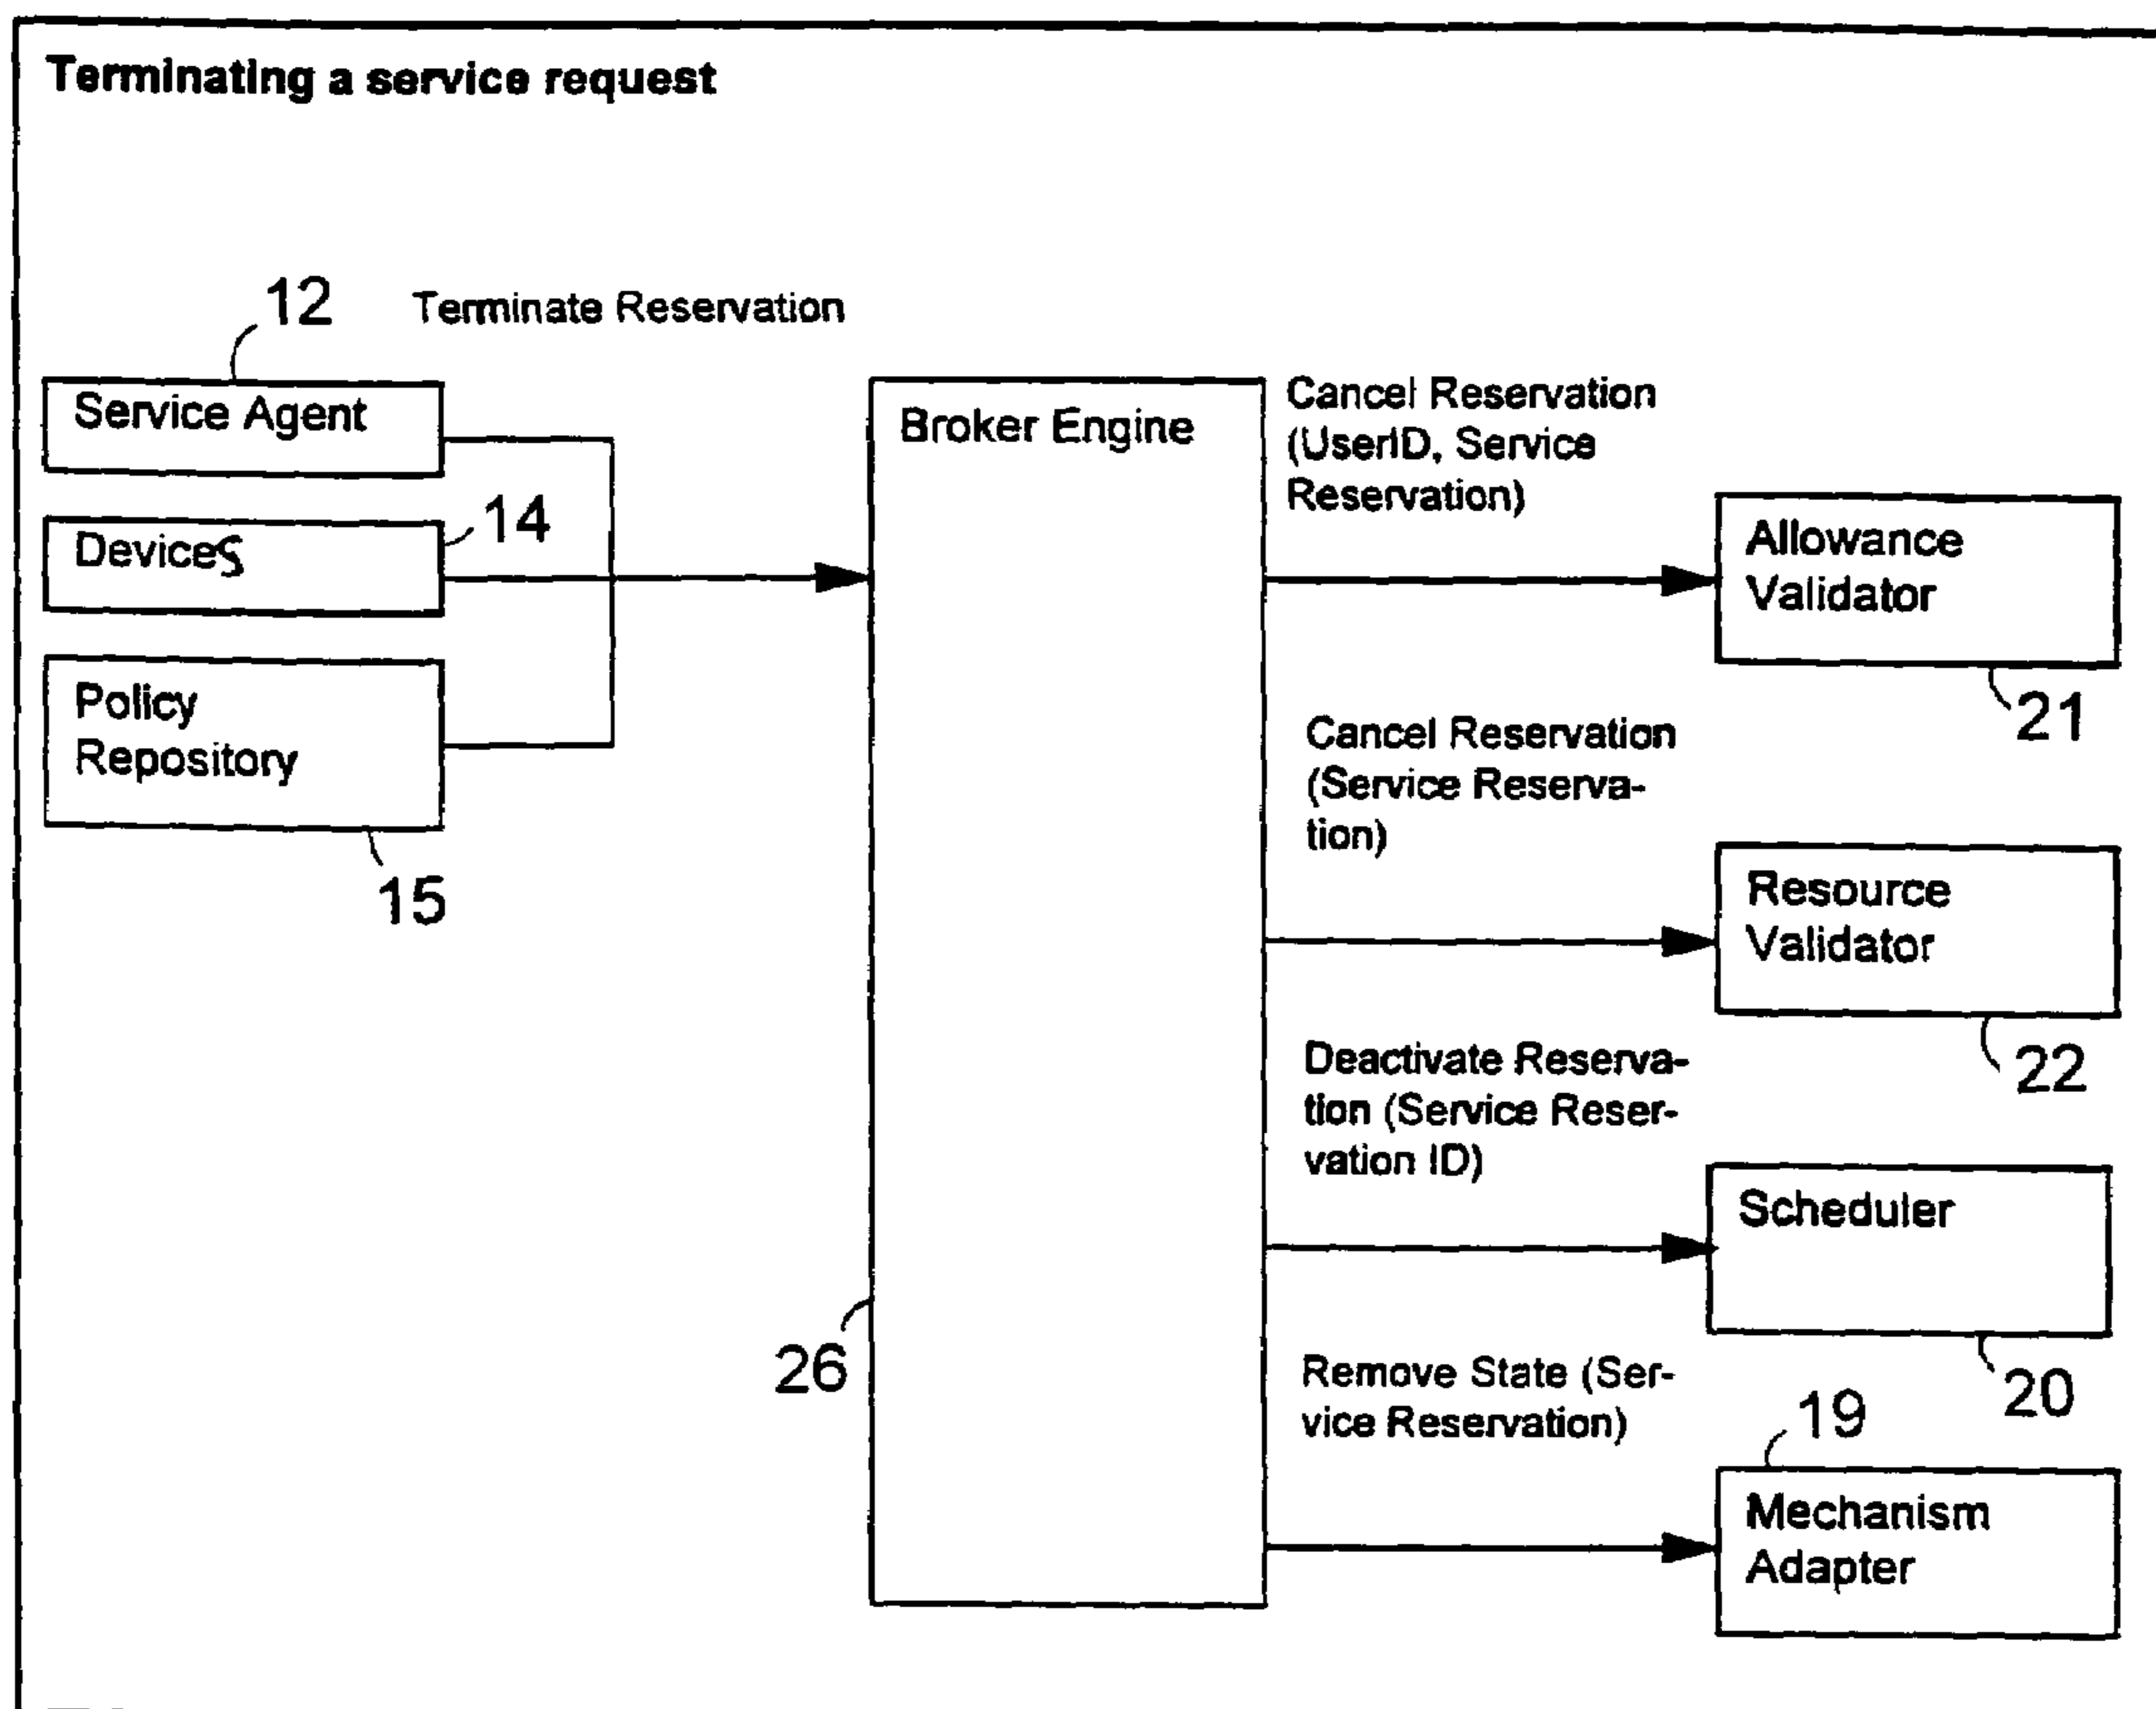 Terminating a service request
12
Terminate Reservation
Service Agent
14
Devices
Policy
Repository
15
Broker Engine
26
Cancel Reservation
(UserID, Service
Reservation)
Allowance
Validator
21
Cancel Reservation
(Service Reserva-
tion)
Resource
Validator
22
Deactivate Reserva-
tion (Service Reser-
vation ID)
Scheduler
20
Remove State (Ser-
vice Reservation)
19
Mechanism
Adapter